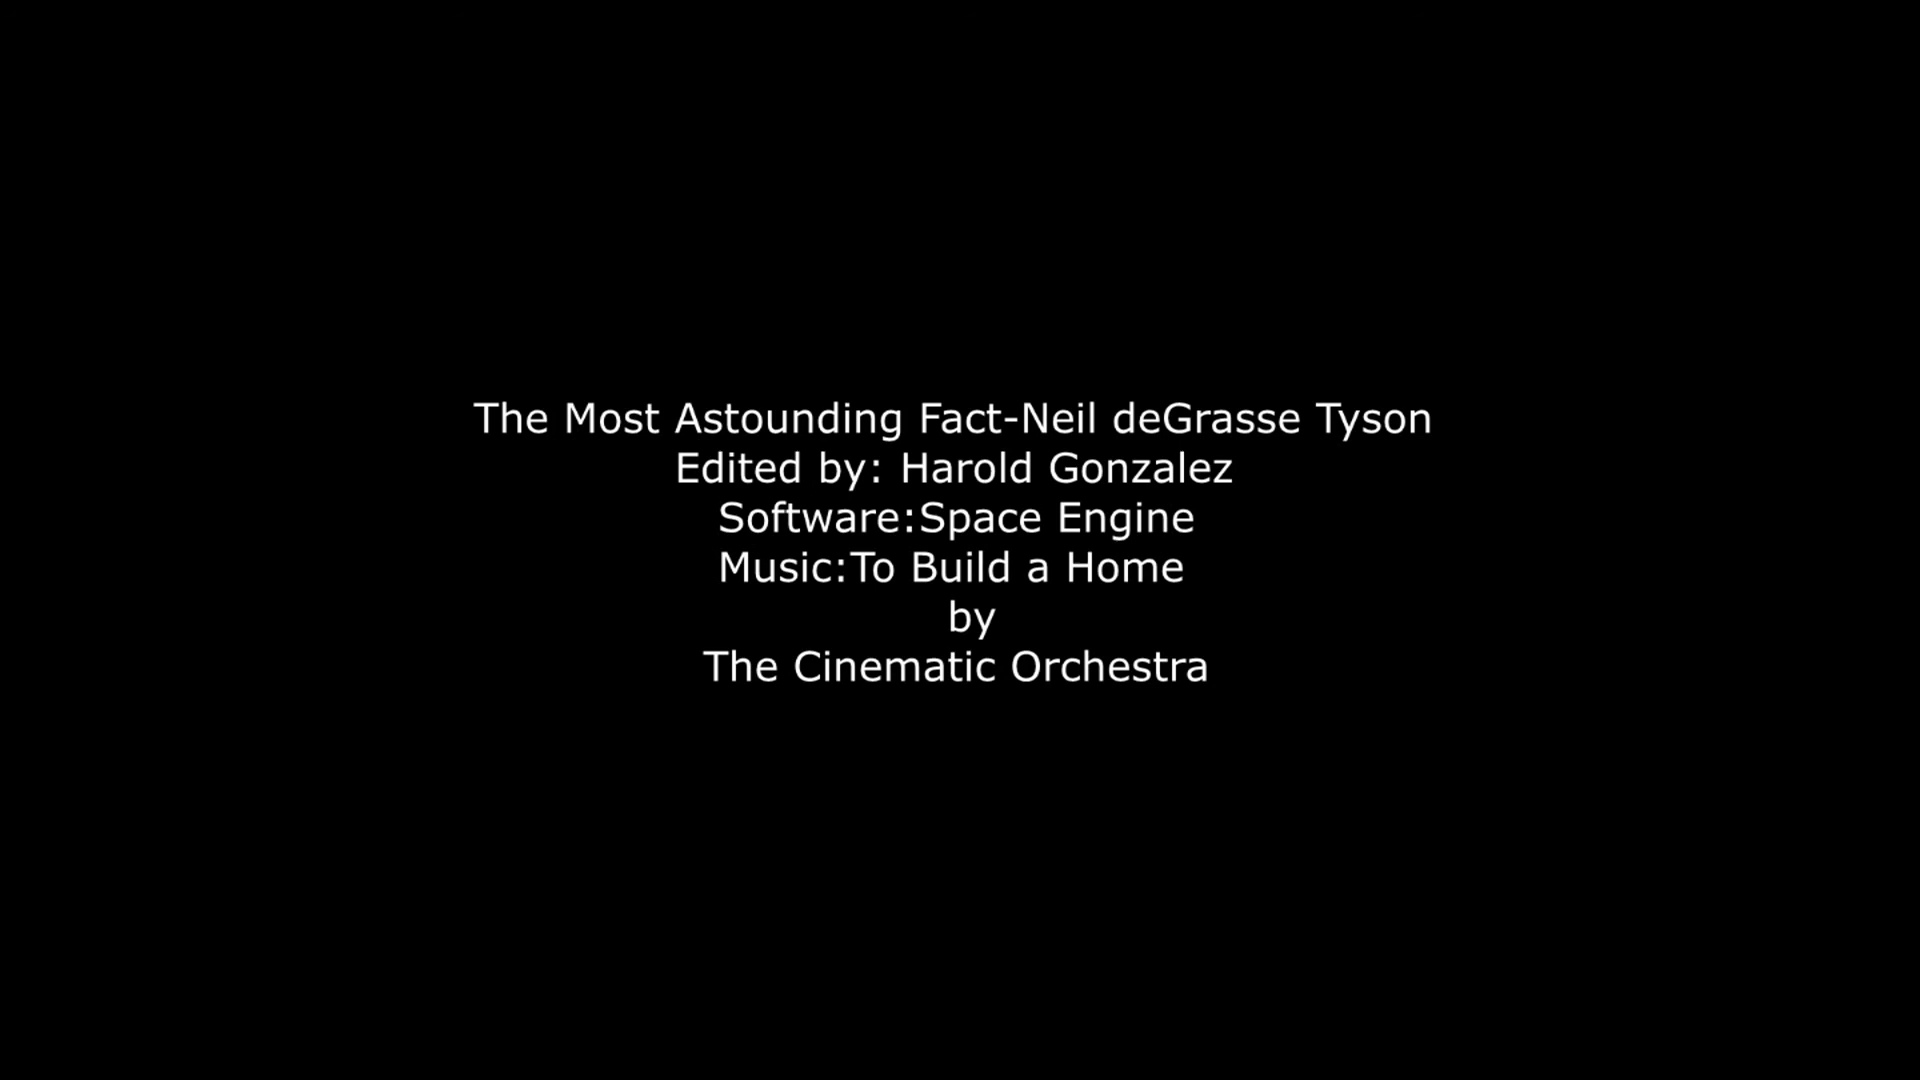 The Most Astounding Fact-Neil deGrasse Tyson
Edited by: Harold Gonzalez
Software:Space Engine
Music:To Build a Home
by
The Cinematic Orchestra